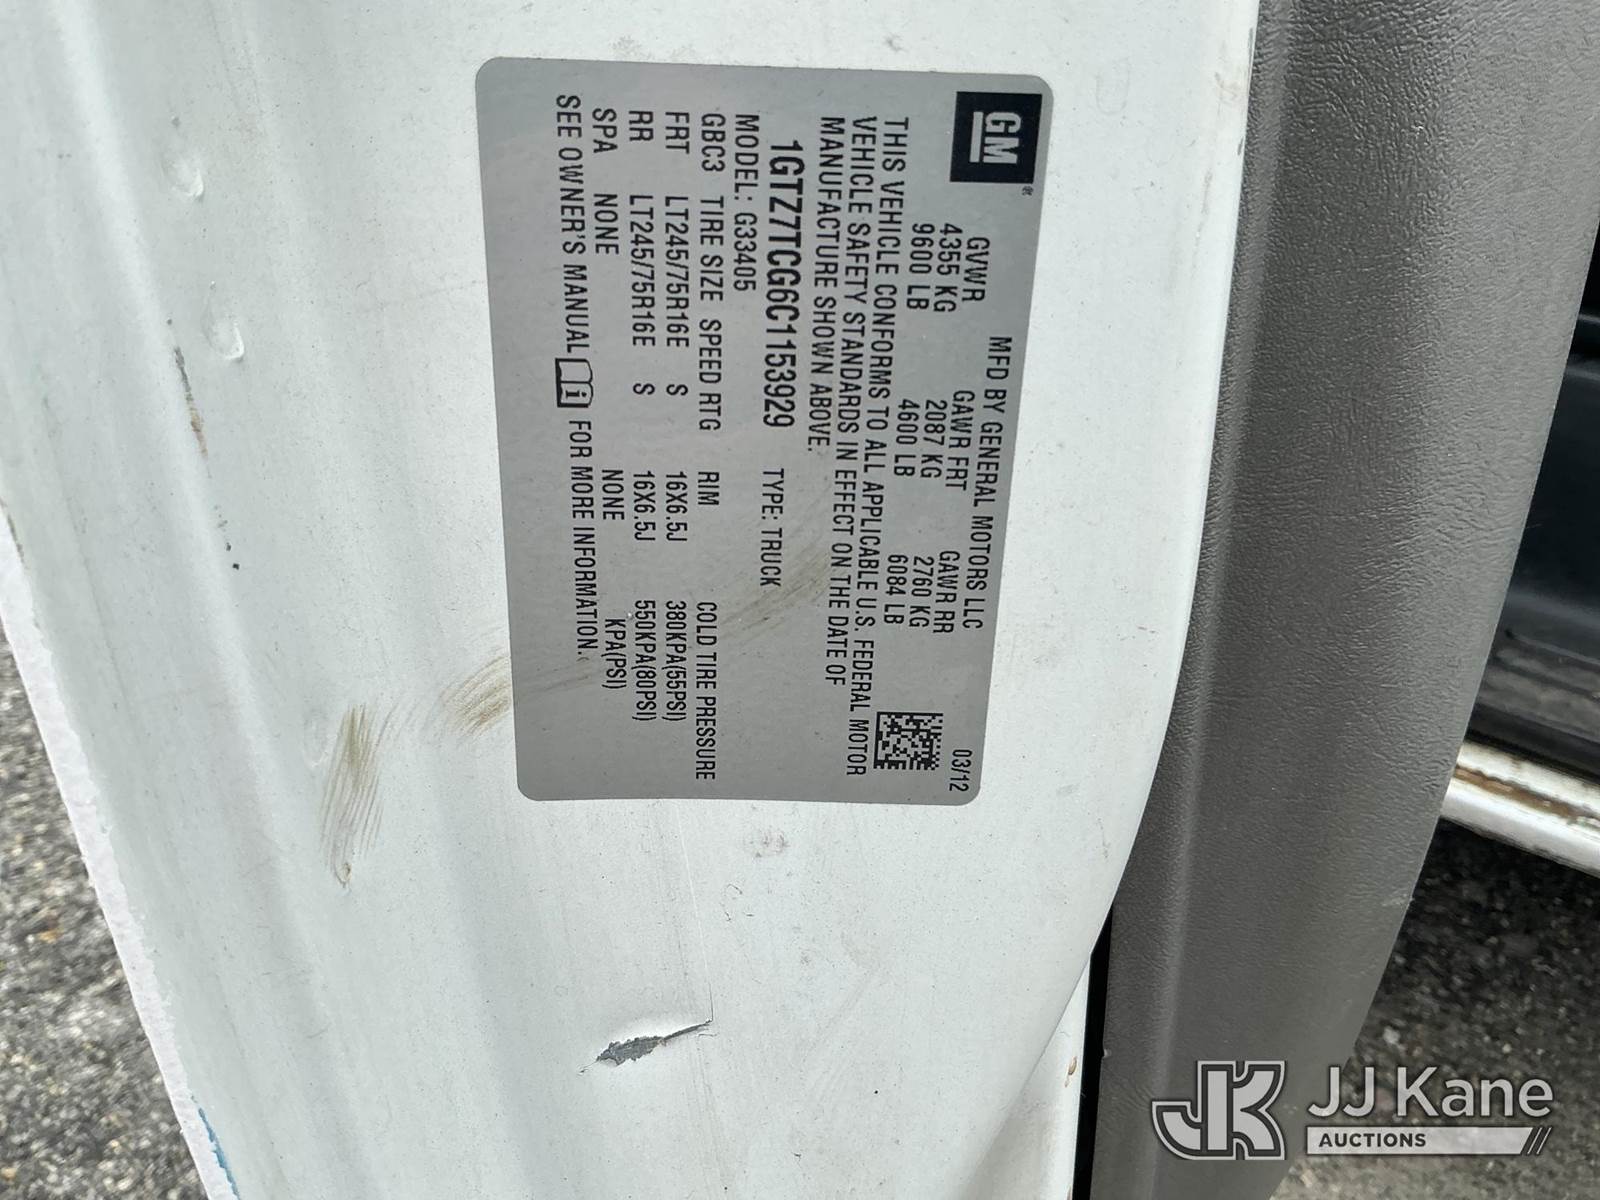 GM
MFD BY GENERAL MOTORS LLC 03/12
GVWR GAWR FRT GAWR RR
4355 KG 2087 KG 2760 KG
9600 LB 4600 LB 6084 LB
THIS VEHICLE CONFORMS TO ALL APPLICABLE U.S. FEDERAL MOTOR
VEHICLE SAFETY STANDARDS IN EFFECT ON THE DATE OF
MANUFACTURE SHOWN ABOVE.
1GTZ7TCG6C1153929 TYPE: TRUCK
MODEL: G33405
GBC3 TIRE SIZE SPEED RTG RIM COLD TIRE PRESSURE
FRT LT245/75R16E S 16X6.5J 380KPA(55PSI)
RR LT245/75R16E S 16X6.5J 550KPA(80PSI)
SPA NONE NONE KPA(PSI)
SEE OWNER'S MANUAL i FOR MORE INFORMATION.
JK JJ Kane
AUCTIONS